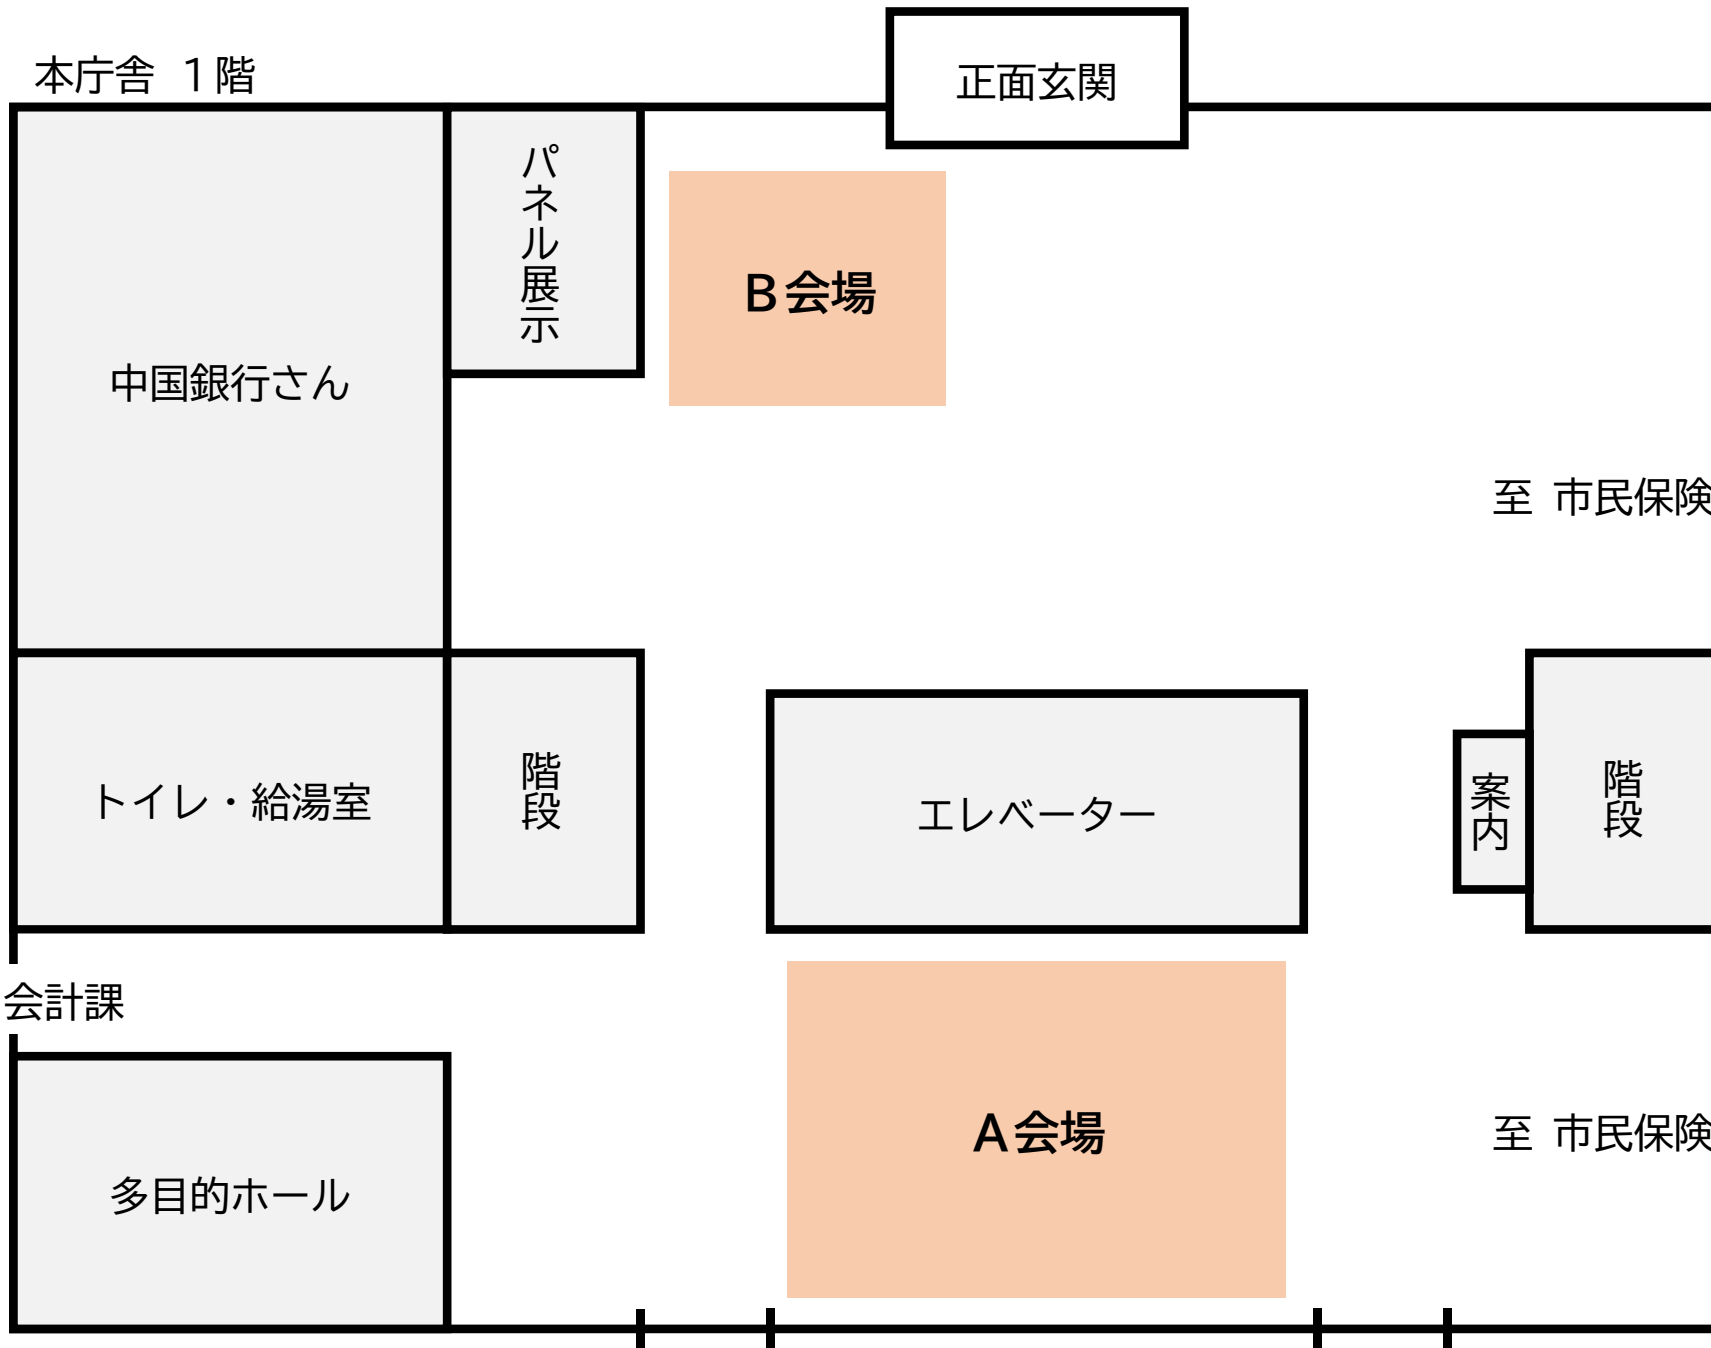 本庁舎 １階
正面玄関
パネル展示
Ｂ会場
中国銀行さん
至 市民保険
トイレ・給湯室
階段
エレベーター
案内
階段
会計課
Ａ会場
至 市民保険
多目的ホール